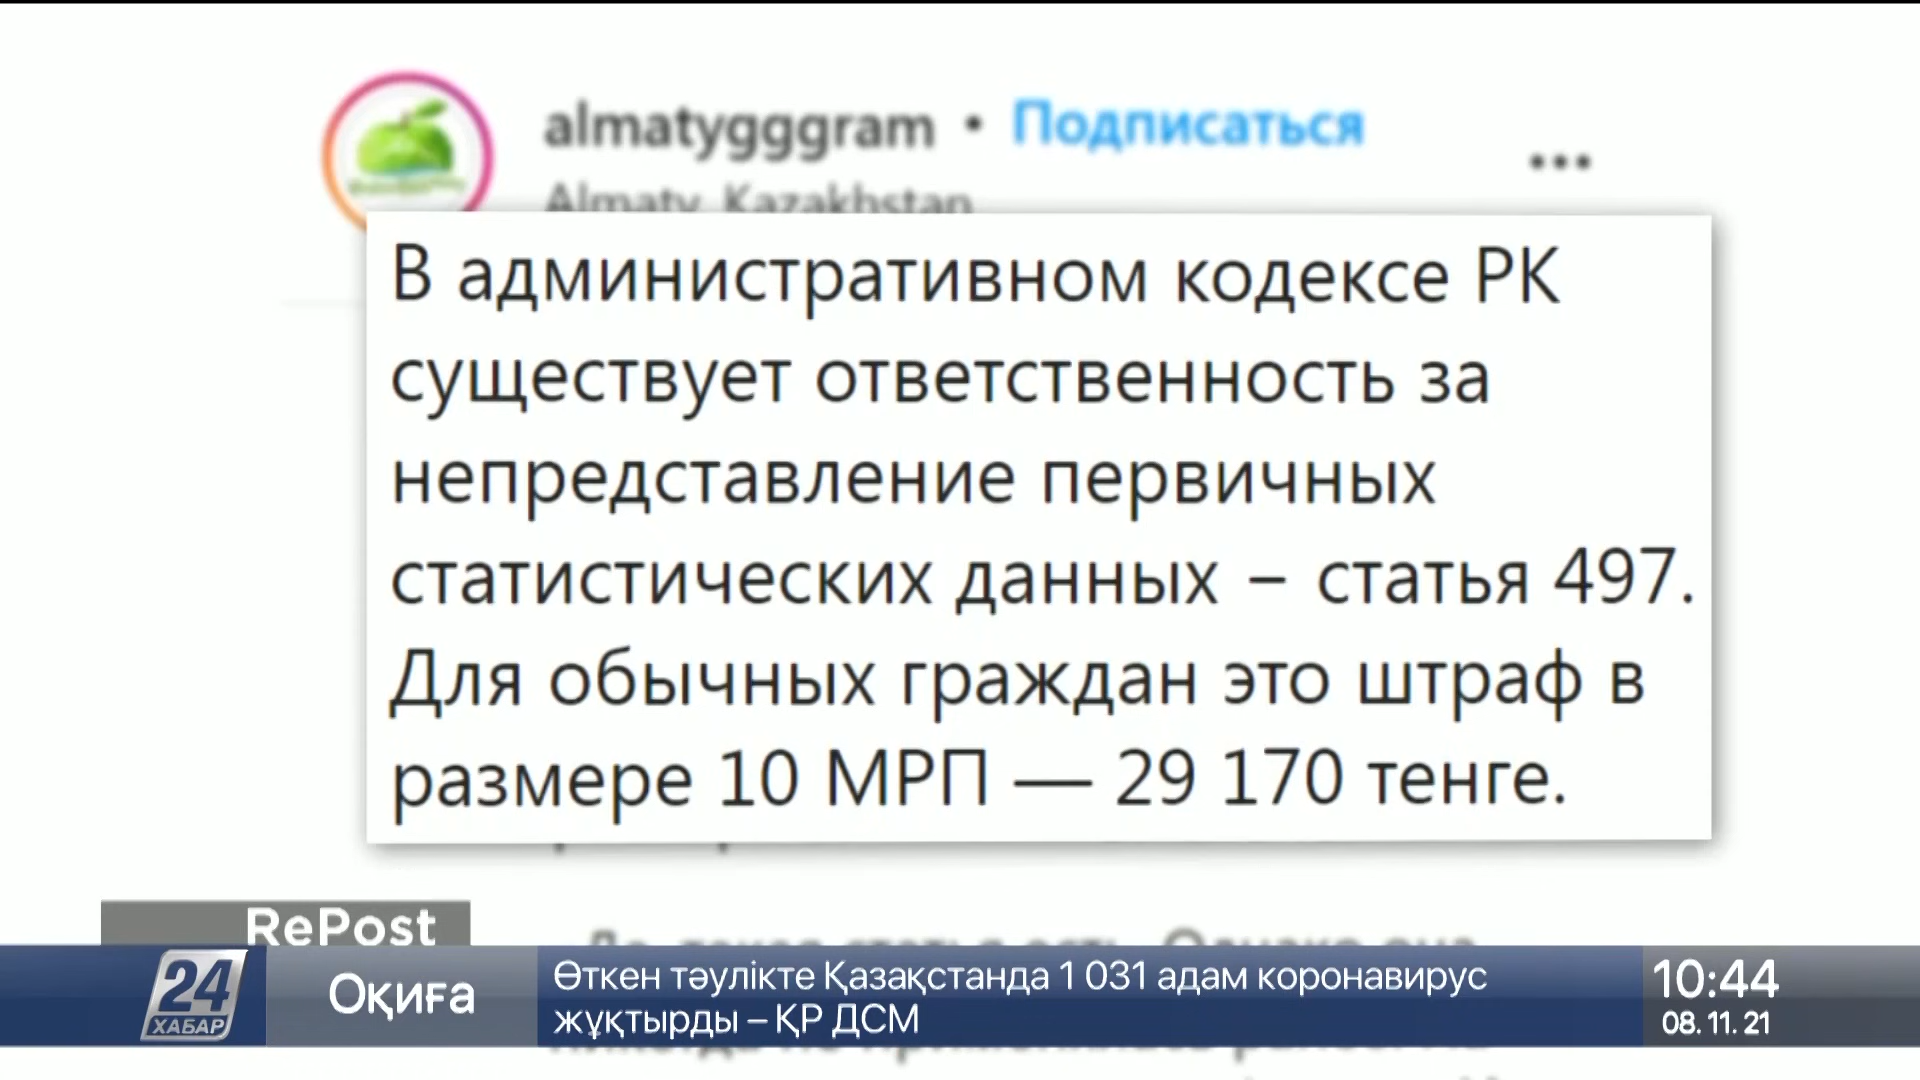 almatygggram • Подписаться
Almaty, Kazakhstan
В административном кодексе РК
существует ответственность за
непредставление первичных
статистических данных – статья 497.
Для обычных граждан это штраф в
размере 10 МРП — 29 170 тенге.
RePost
24
ХАБАР
Оқиға
Өткен тәулікте Қазақстанда 1 031 адам коронавирус
жұқтырды – ҚР ДСМ
10:44
08. 11. 21